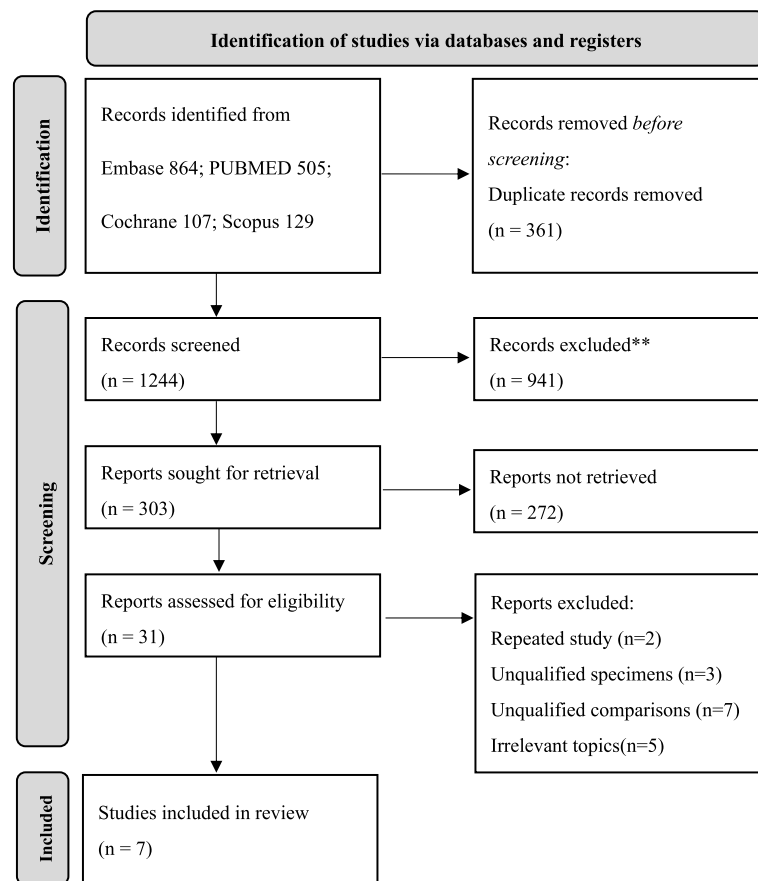 Identification of studies via databases and registers
Identification
Records identified from
Embase 864; PUBMED 505;
Cochrane 107; Scopus 129
Records removed before
screening:
Duplicate records removed
(n = 361)
Screening
Records screened
(n = 1244)
Records excluded**
(n = 941)
Reports sought for retrieval
(n = 303)
Reports not retrieved
(n = 272)
Reports assessed for eligibility
(n = 31)
Reports excluded:
Repeated study (n=2)
Unqualified specimens (n=3)
Unqualified comparisons (n=7)
Irrelevant topics(n=5)
Included
Studies included in review
(n = 7)